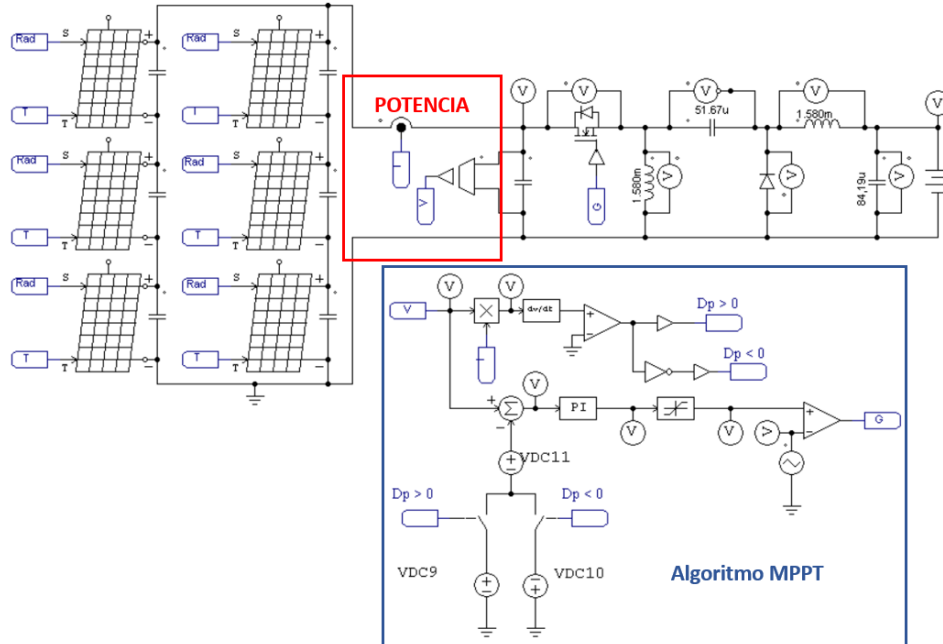 Rad
S
+
T
T
−
Rad
S
+
T
T
−
Rad
S
+
T
T
−
Rad
S
+
T
T
−
Rad
S
+
T
T
−
Rad
S
+
T
T
−
POTENCIA
I
V
V
V
G
1.580m
V
V
51.67u
V
V
1.580m
84,19u
V
V
V
V
V
dv/dt
+
−
Dp > 0
Dp < 0
I
+
Σ
−
V
PI
V
V
V
+
−
G
VDC11
+
−
Dp > 0
Dp < 0
VDC9
+
−
VDC10
−
+
Algoritmo MPPT